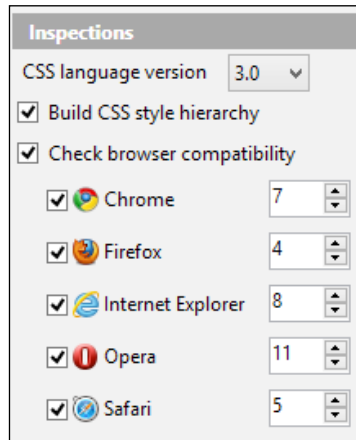 Inspections
CSS language version 3.0
Build CSS style hierarchy
Check browser compatibility
Chrome 7
Firefox 4
Internet Explorer 8
Opera 11
Safari 5